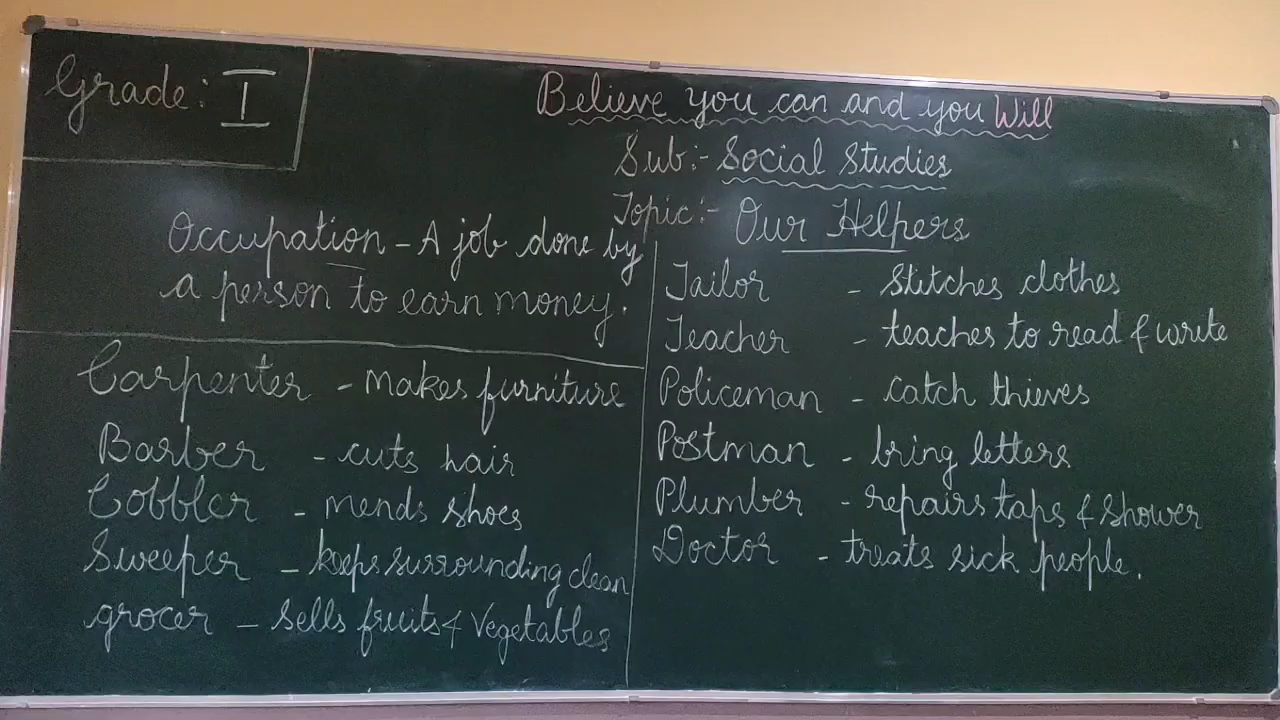 Grade: I
Believe you can and you Will
Sub:- Social Studies
Topic:- Our Helpers
Occupation - A job done by
a person to earn money.
Carpenter - makes furniture
Barber - cuts hair
Cobbler - mends shoes
Sweeper - keeps surrounding clean
grocer - sells fruits & Vegetables
Tailor - Stitches clothes
Teacher - teaches to read & write
Policeman - catch thieves
Postman - bring letters
Plumber - repairs taps & shower
Doctor - treats sick people.